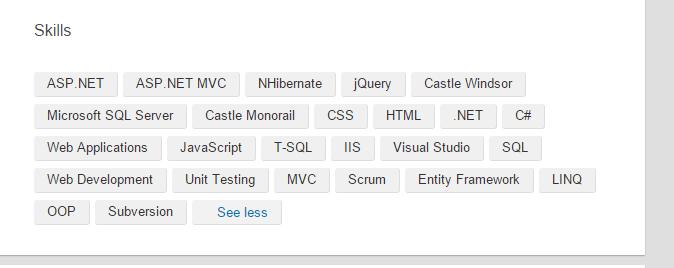 Skills
ASP.NET ASP.NET MVC NHibernate jQuery Castle Windsor
Microsoft SQL Server Castle Monorail CSS HTML .NET C#
Web Applications JavaScript T-SQL IIS Visual Studio SQL
Web Development Unit Testing MVC Scrum Entity Framework LINQ
OOP Subversion See less